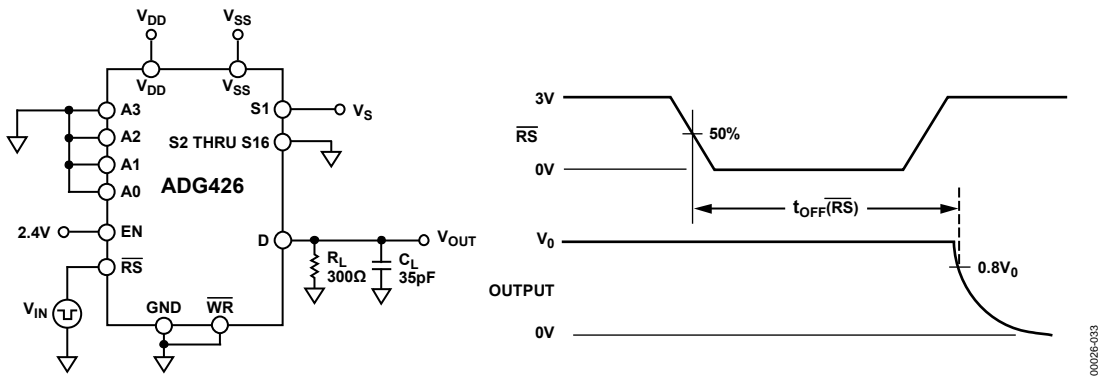 VDD
VSS
VDD
VSS
A3
A2
A1
A0
S1
VS
S2 THRU S16
ADG426
2.4V
EN
RS
D
VOUT
RL
300Ω
CL
35pF
VIN
GND
WR
3V
RS
50%
0V
tOFF(RS)
V0
0.8V0
OUTPUT
0V
00026-033